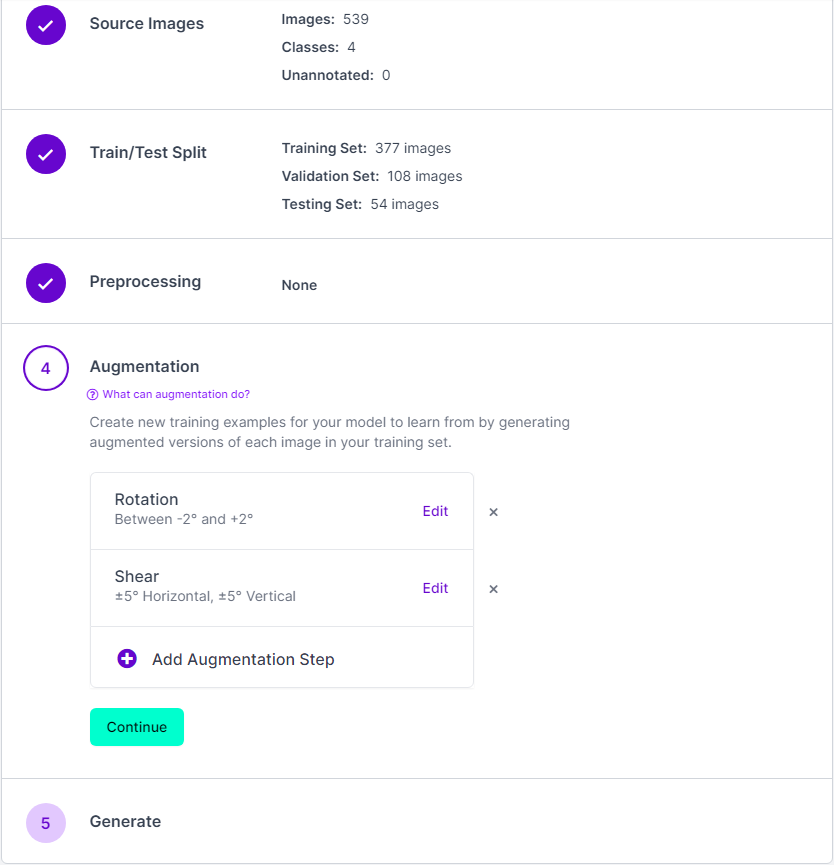 Source Images
Images: 539
Classes: 4
Unannotated: 0
Train/Test Split
Training Set: 377 images
Validation Set: 108 images
Testing Set: 54 images
Preprocessing
None
4
Augmentation
? What can augmentation do?
Create new training examples for your model to learn from by generating
augmented versions of each image in your training set.
Rotation
Between -2° and +2°
Edit ×
Shear
±5° Horizontal, ±5° Vertical
Edit ×
Add Augmentation Step
Continue
5
Generate